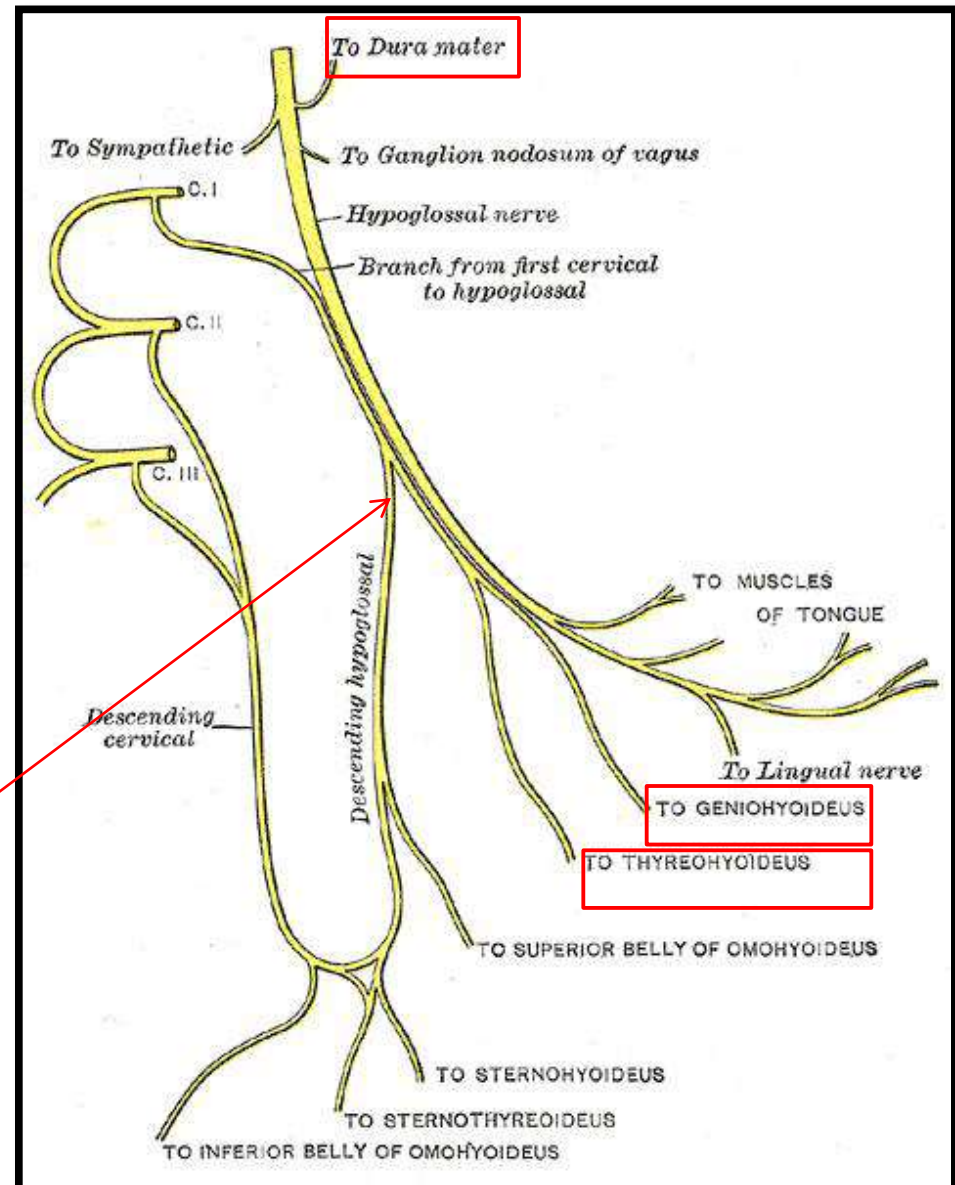 To Dura mater
To Sympathetic
To Ganglion nodosum of vagus
C. I
Hypoglossal nerve
Branch from first cervical
to hypoglossal
C. II
C. III
TO MUSCLES
OF TONGUE
Descending hypoglossal
Descending
cervical
To Lingual nerve
TO GENIOHYOIDEUS
TO THYREOHYOIDEUS
TO SUPERIOR BELLY OF OMOHYOIDEUS
TO STERNOHYOIDEUS
TO STERNOTHYREOIDEUS
TO INFERIOR BELLY OF OMOHYOIDEUS